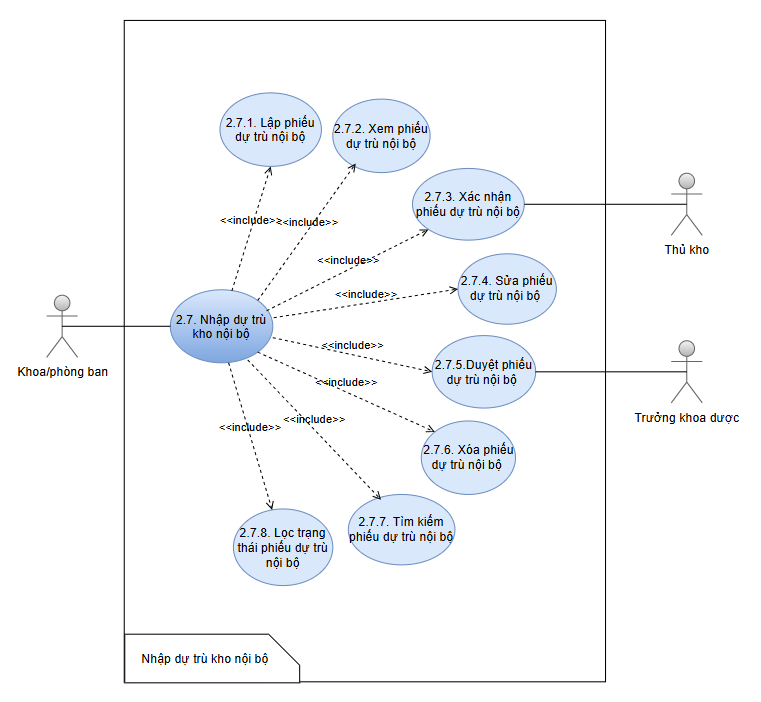 2.7.1. Lập phiếu
dự trù nội bộ
2.7.2. Xem phiếu
dự trù nội bộ
2.7.3. Xác nhận
phiếu dự trù nội bộ
<<include>>
<<include>>
<<include>>
Thủ kho
2.7.4. Sửa phiếu
dự trù nội bộ
<<include>>
2.7. Nhập dự trù
kho nội bộ
<<include>>
Khoa/phòng ban
2.7.5.Duyệt phiếu
dự trù nội bộ
<<include>>
Trưởng khoa dược
<<include>>
<<include>>
2.7.6. Xóa phiếu
dự trù nội bộ
2.7.7. Tìm kiếm
phiếu dự trù nội bộ
2.7.8. Lọc trạng
thái phiếu dự trù
nội bộ
Nhập dự trù kho nội bộ